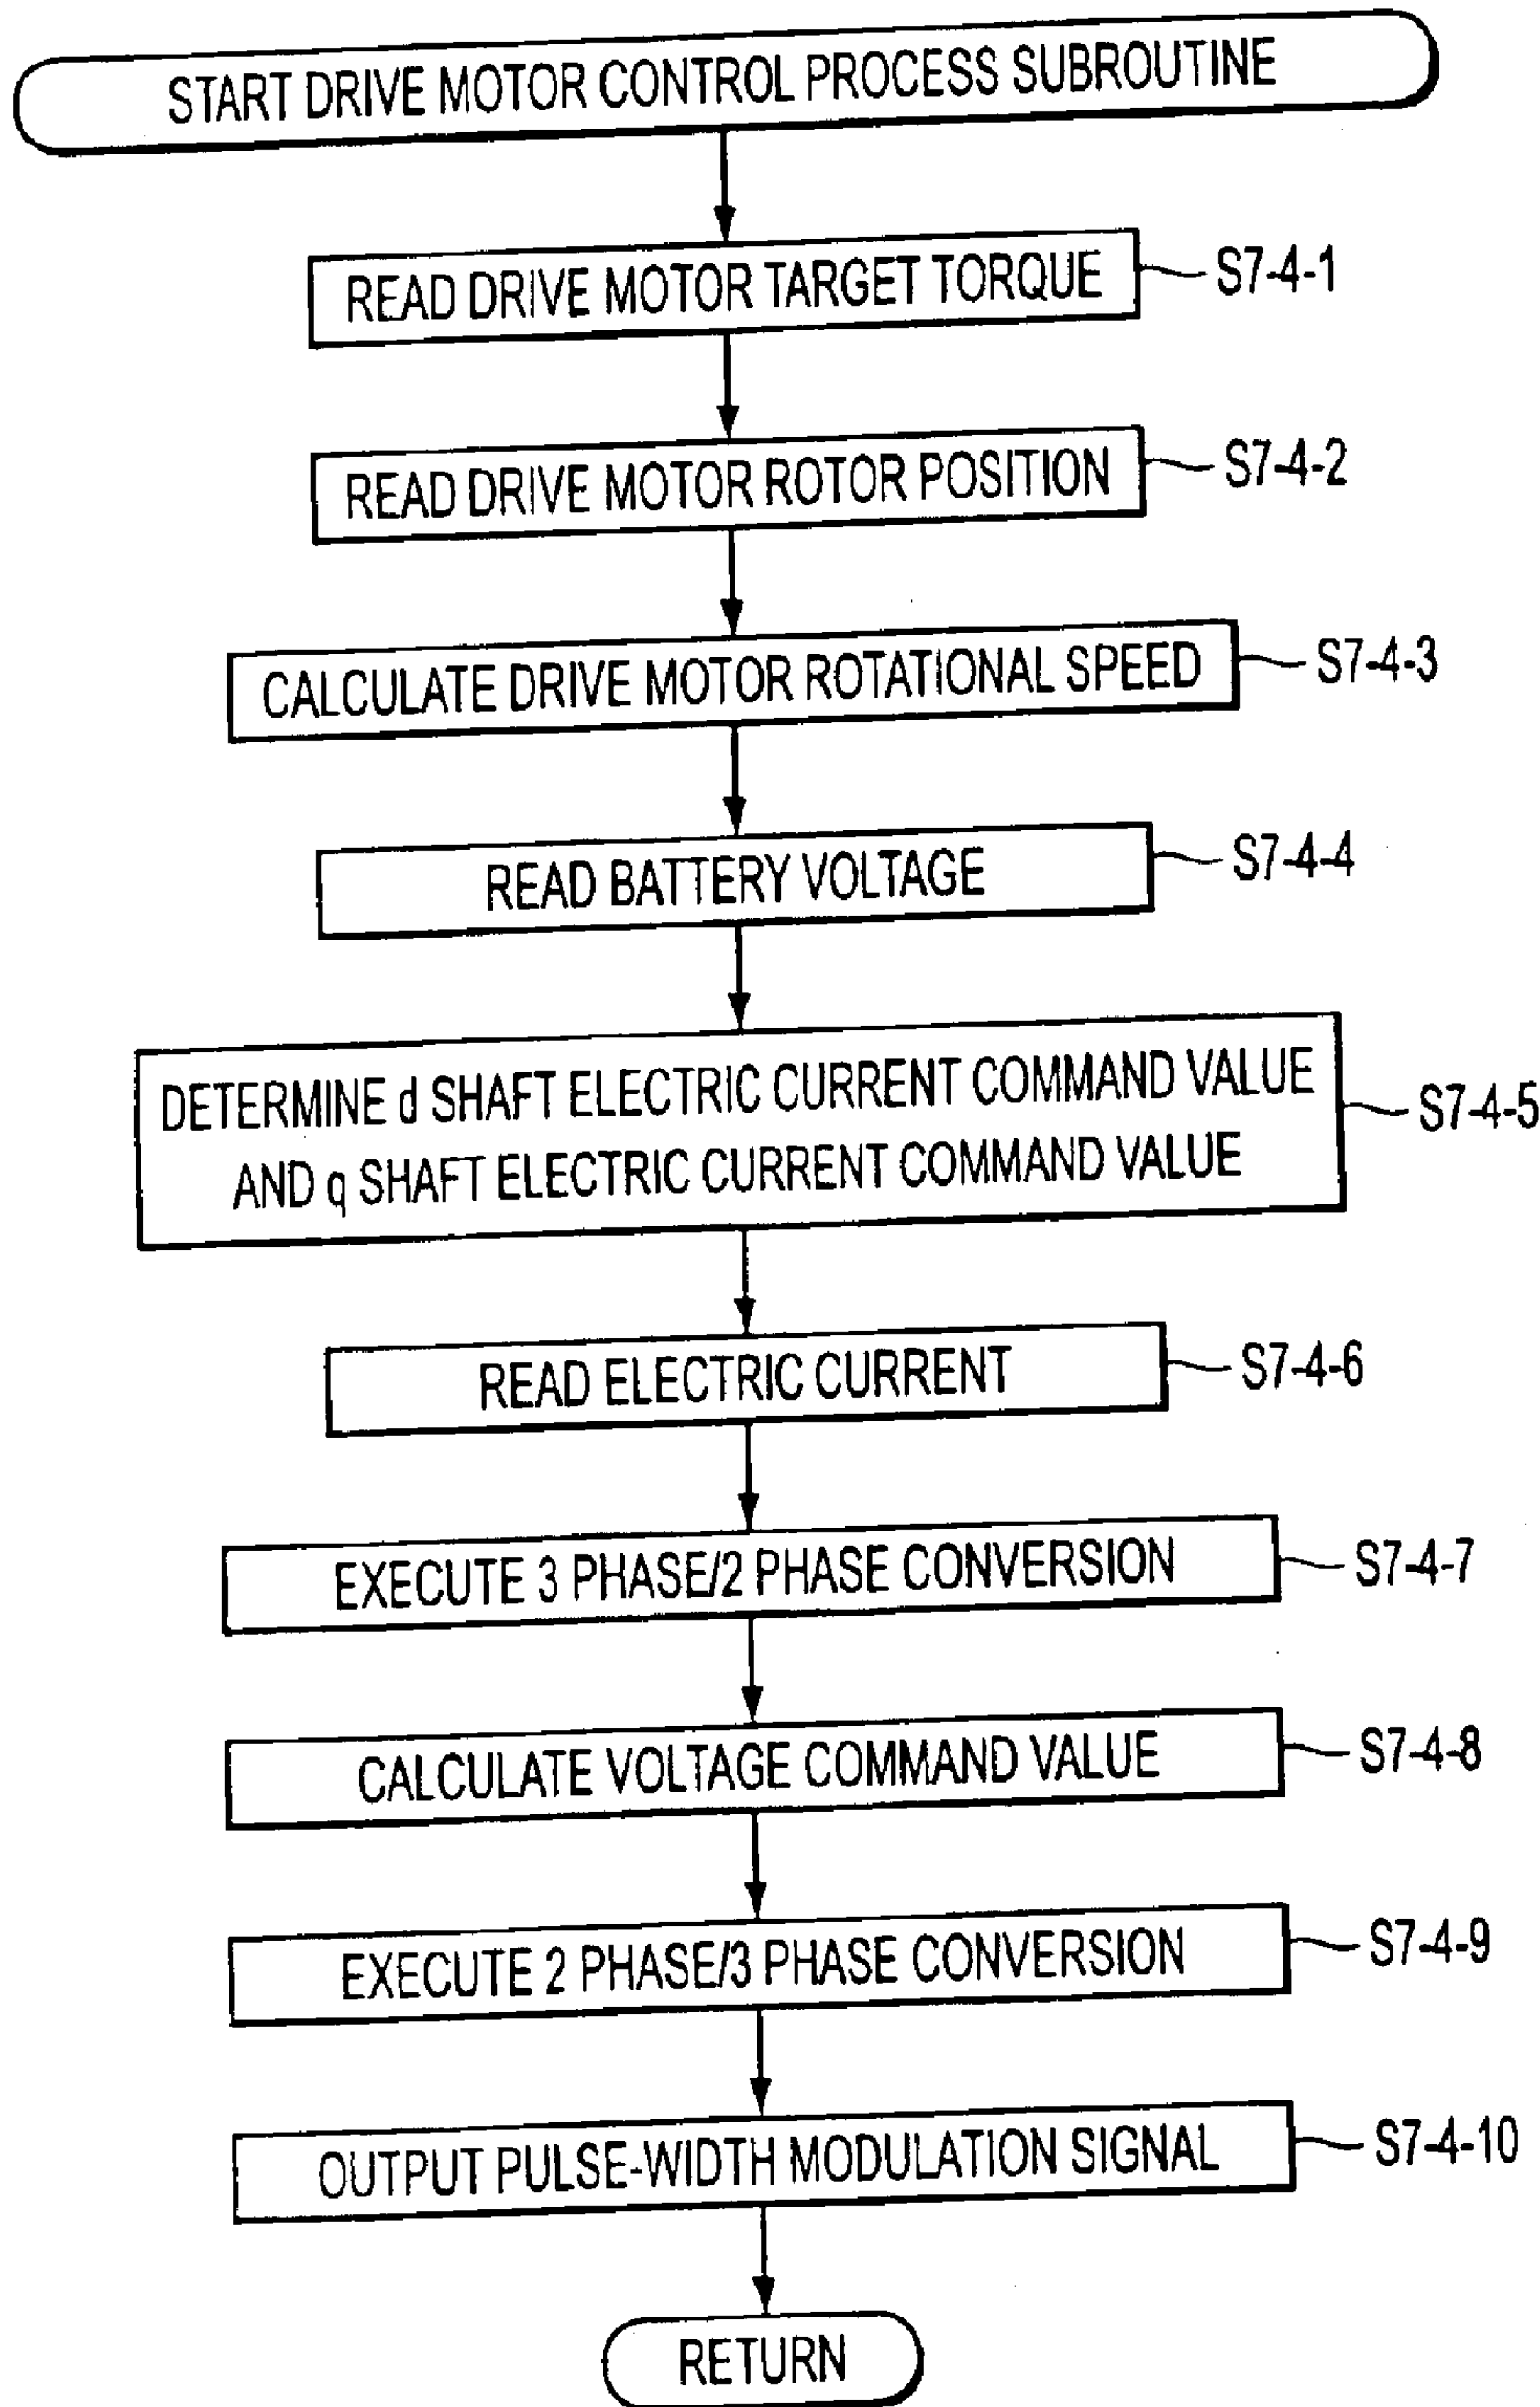 START DRIVE MOTOR CONTROL PROCESS SUBROUTINE
READ DRIVE MOTOR TARGET TORQUE
S7-4-1
READ DRIVE MOTOR ROTOR POSITION
S7-4-2
CALCULATE DRIVE MOTOR ROTATIONAL SPEED
S7-4-3
READ BATTERY VOLTAGE
S7-4-4
DETERMINE d SHAFT ELECTRIC CURRENT COMMAND VALUE
AND q SHAFT ELECTRIC CURRENT COMMAND VALUE
S7-4-5
READ ELECTRIC CURRENT
S7-4-6
EXECUTE 3 PHASE/2 PHASE CONVERSION
S7-4-7
CALCULATE VOLTAGE COMMAND VALUE
S7-4-8
EXECUTE 2 PHASE/3 PHASE CONVERSION
S7-4-9
OUTPUT PULSE-WIDTH MODULATION SIGNAL
S7-4-10
RETURN